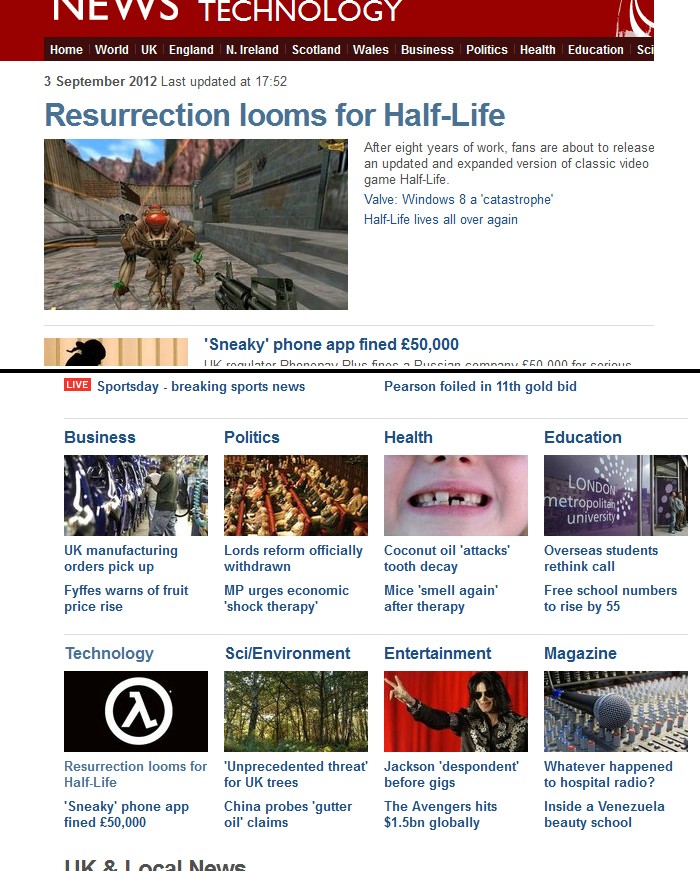 NEWS TECHNOLOGY
Home World UK England N. Ireland Scotland Wales Business Politics Health Education Sci
3 September 2012 Last updated at 17:52
Resurrection looms for Half-Life
After eight years of work, fans are about to release
an updated and expanded version of classic video
game Half-Life.
Valve: Windows 8 a 'catastrophe'
Half-Life lives all over again
'Sneaky' phone app fined £50,000
UK regulator Phonepay Plus fines a Russian company £50,000 for serious
LIVE Sportsday - breaking sports news
Pearson foiled in 11th gold bid
Business
Politics
Health
Education
LONDON
metropolitan
university
UK manufacturing
orders pick up
Lords reform officially
withdrawn
Coconut oil 'attacks'
tooth decay
Overseas students
rethink call
Fyffes warns of fruit
price rise
MP urges economic
'shock therapy'
Mice 'smell again'
after therapy
Free school numbers
to rise by 55
Technology
Sci/Environment
Entertainment
Magazine
λ
Resurrection looms for
Half-Life
'Unprecedented threat'
for UK trees
Jackson 'despondent'
before gigs
Whatever happened
to hospital radio?
'Sneaky' phone app
fined £50,000
China probes 'gutter
oil' claims
The Avengers hits
$1.5bn globally
Inside a Venezuela
beauty school
UK & Local News